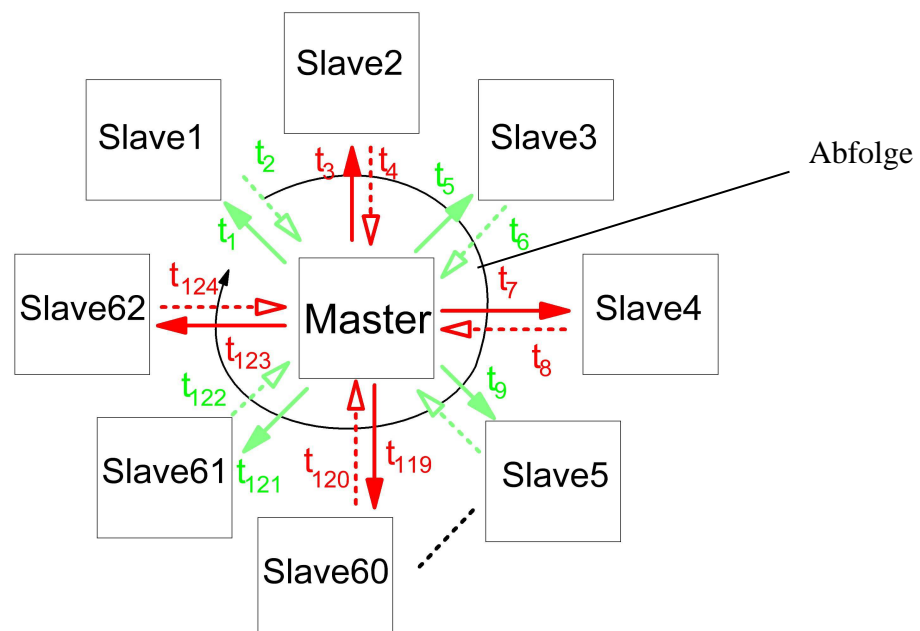 Slave2
Slave1
Slave3
Abfolge
t2
t3
t4
t5
t1
t6
Slave62
t124
Master
t7
Slave4
t123
t8
t122
t9
Slave61
t121
t120
t119
Slave5
Slave60